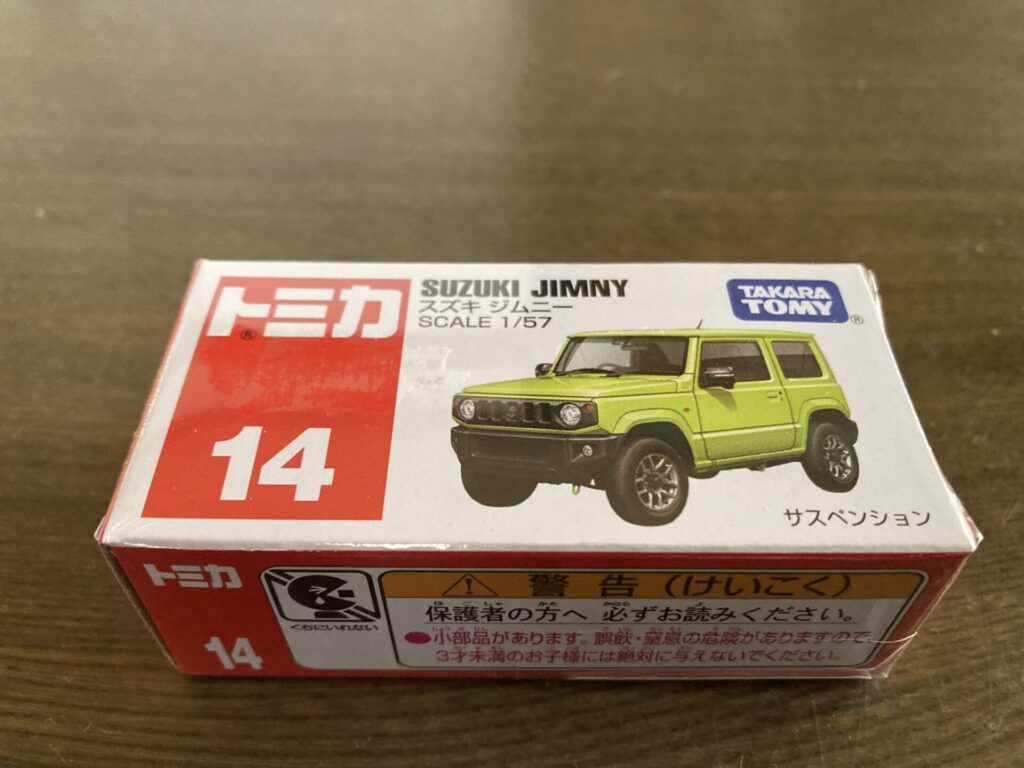 トミカ®
14
SUZUKI JIMNY
スズキ ジムニー
SCALE 1/57
TAKARA
TOMY®
サスペンション
トミカ
14
くちにいれない
警告(けいこく)
保護者の方へ 必ずお読みください。
●小部品があります。誤飲・窒息の危険がありますので、
3才未満のお子様には絶対に与えないでください。